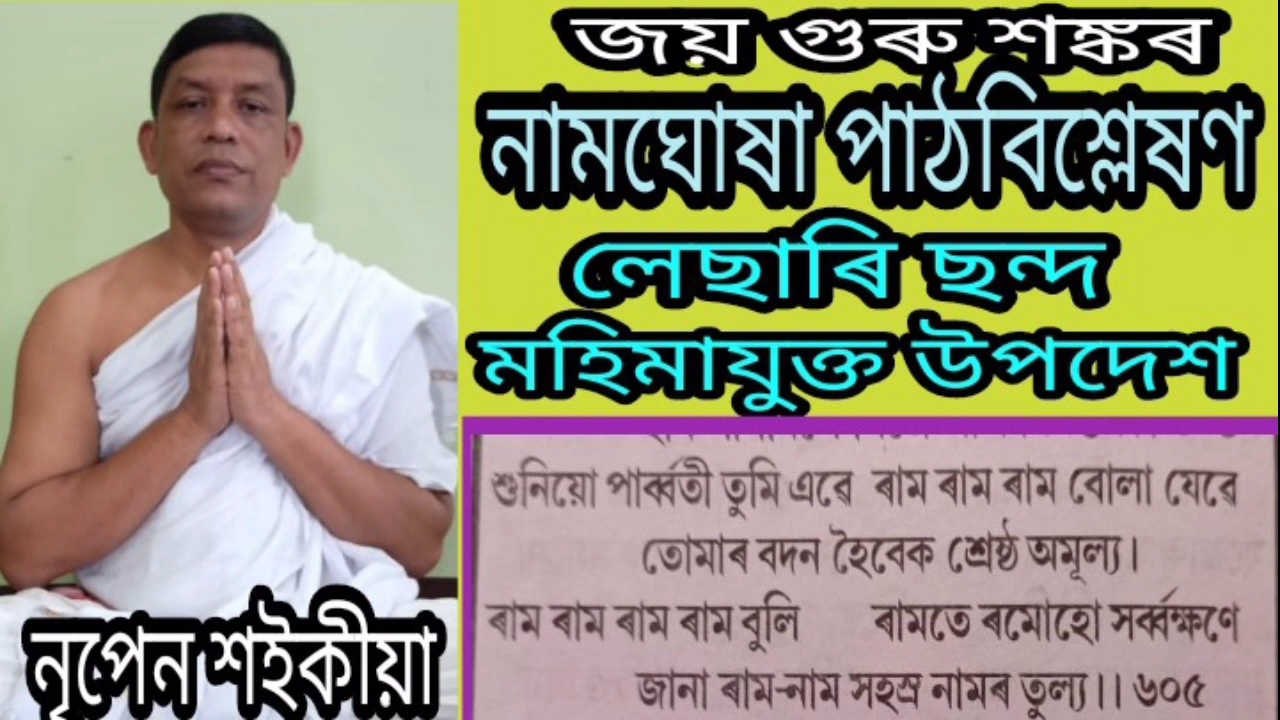 জয় গুৰু শঙ্কৰ
নামঘোষা পাঠবিশ্লেষণ
লেছাৰি ছন্দ
মহিমাযুক্ত উপদেশ
শুনিয়ো পাৰ্ব্বতী তুমি এৱে ৰাম ৰাম ৰাম বোলা যেৱে
তোমাৰ বদন হৈবেক শ্ৰেষ্ঠ অমূল্য।
ৰাম ৰাম ৰাম ৰাম বুলি ৰামতে ৰমোহো সৰ্ব্বক্ষণে
জানা ৰাম-নাম সহস্ৰ নামৰ তুল্য।। ৬০৫
নৃপেন শইকীয়া